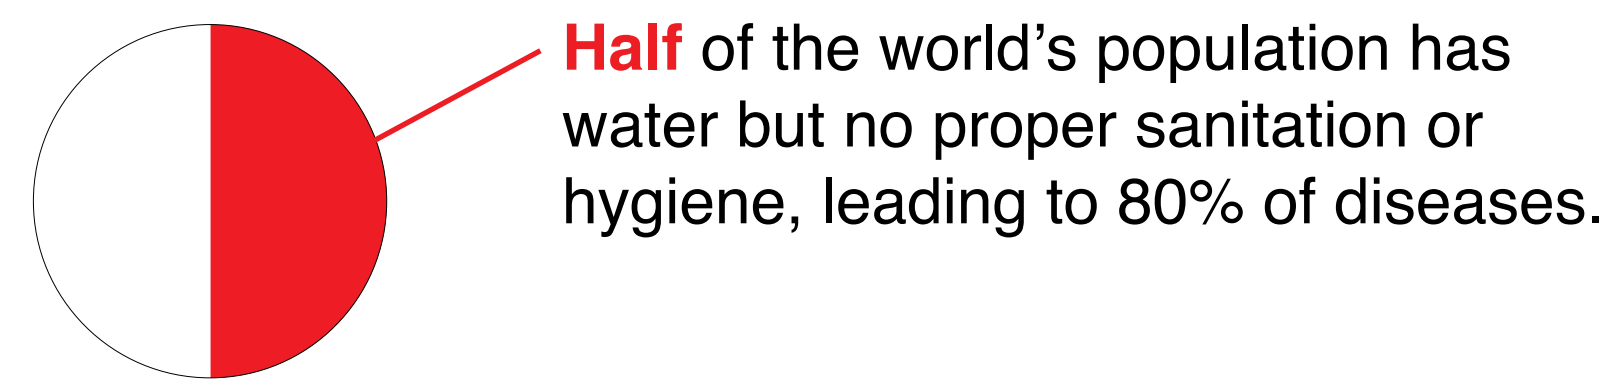 Half of the world’s population has
water but no proper sanitation or
hygiene, leading to 80% of diseases.